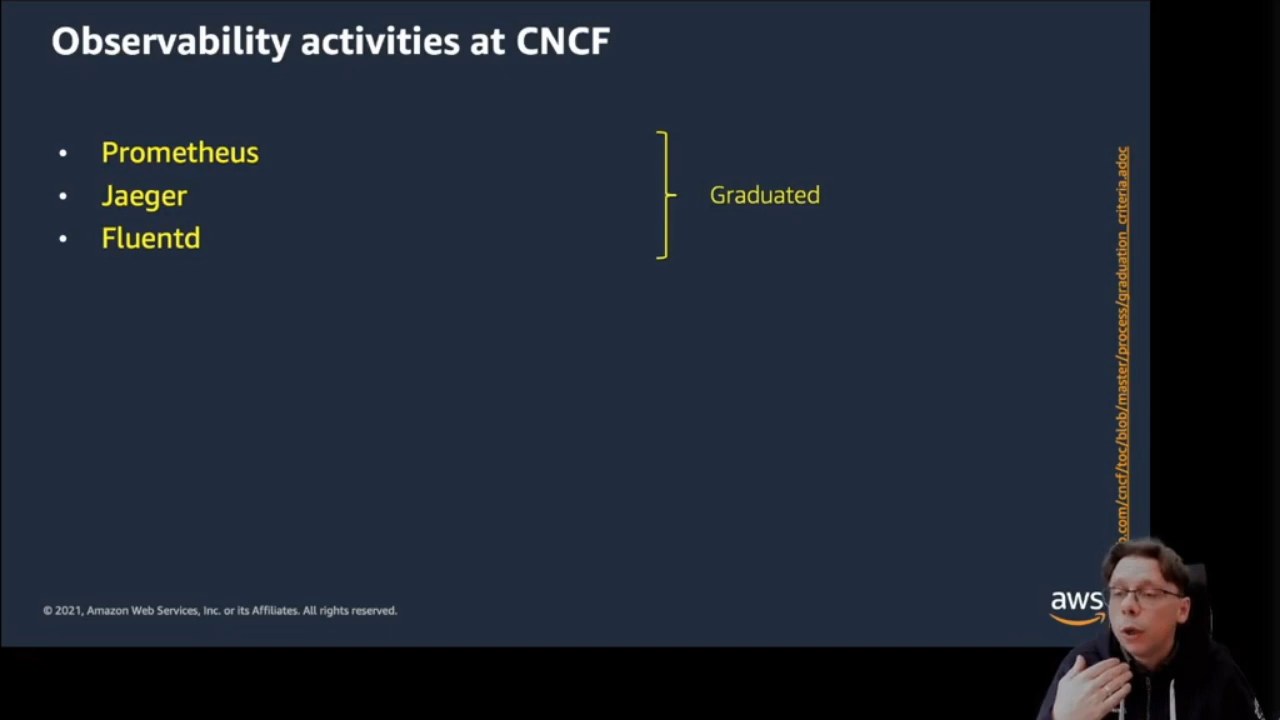 Observability activities at CNCF
• Prometheus
• Jaeger
• Fluentd
Graduated
.com/cncf/toc/blob/master/process/graduation_criteria.adoc
© 2021, Amazon Web Services, Inc. or its Affiliates. All rights reserved.
aws